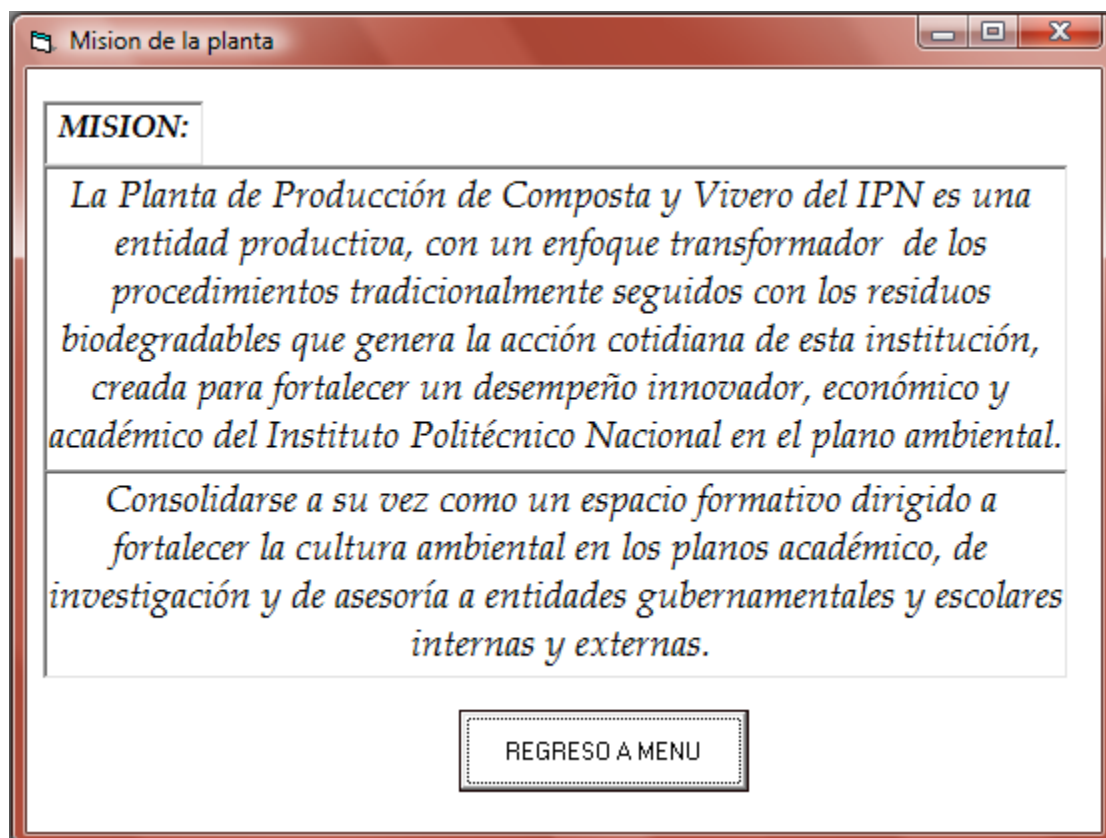 Mision de la planta
MISION:
La Planta de Producción de Composta y Vivero del IPN es una
entidad productiva, con un enfoque transformador  de los
procedimientos tradicionalmente seguidos con los residuos
biodegradables que genera la acción cotidiana de esta institución,
creada para fortalecer un desempeño innovador, económico y
académico del Instituto Politécnico Nacional en el plano ambiental.
Consolidarse a su vez como un espacio formativo dirigido a
fortalecer la cultura ambiental en los planos académico, de
investigación y de asesoría a entidades gubernamentales y escolares
internas y externas.
REGRESO A MENU